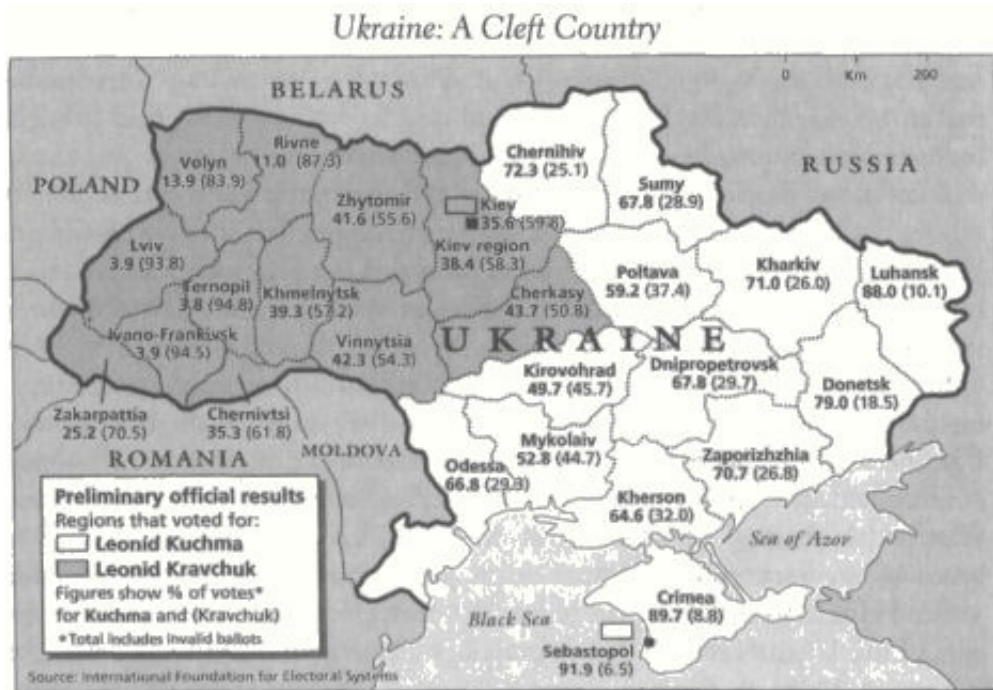 Ukraine: A Cleft Country
0 Km 200
BELARUS
RUSSIA
POLAND
Rivne
11.0 (87.3)
Volyn
13.9 (83.9)
Chernihiv
72.3 (25.1)
Sumy
67.8 (28.9)
Zhytomir
41.6 (55.6)
Kiev
35.6 (59.8)
Kiev region
38.4 (58.3)
Lviv
3.9 (93.8)
Ternopil
3.8 (94.8)
Khmelnytsk
39.3 (57.2)
Cherkasy
43.7 (50.8)
Poltava
59.2 (37.4)
Kharkiv
71.0 (26.0)
Luhansk
88.0 (10.1)
Ivano-Frankivsk
3.9 (94.5)
Vinnytsia
42.3 (54.3)
UKRAINE
Kirovohrad
49.7 (45.7)
Dnipropetrovsk
67.8 (29.7)
Donetsk
79.0 (18.5)
Zakarpattia
25.2 (70.5)
Chernivtsi
35.3 (61.8)
MOLDOVA
ROMANIA
Odessa
66.8 (29.3)
Mykolaiv
52.8 (44.7)
Zaporizhzhia
70.7 (26.8)
Kherson
64.6 (32.0)
Sea of Azov
Black Sea
Crimea
89.7 (8.8)
Sebastopol
91.9 (6.5)
Preliminary official results
Regions that voted for:
Leonid Kuchma
Leonid Kravchuk
Figures show % of votes*
for Kuchma and (Kravchuk)
*Total includes invalid ballots
Source: International Foundation for Electoral Systems